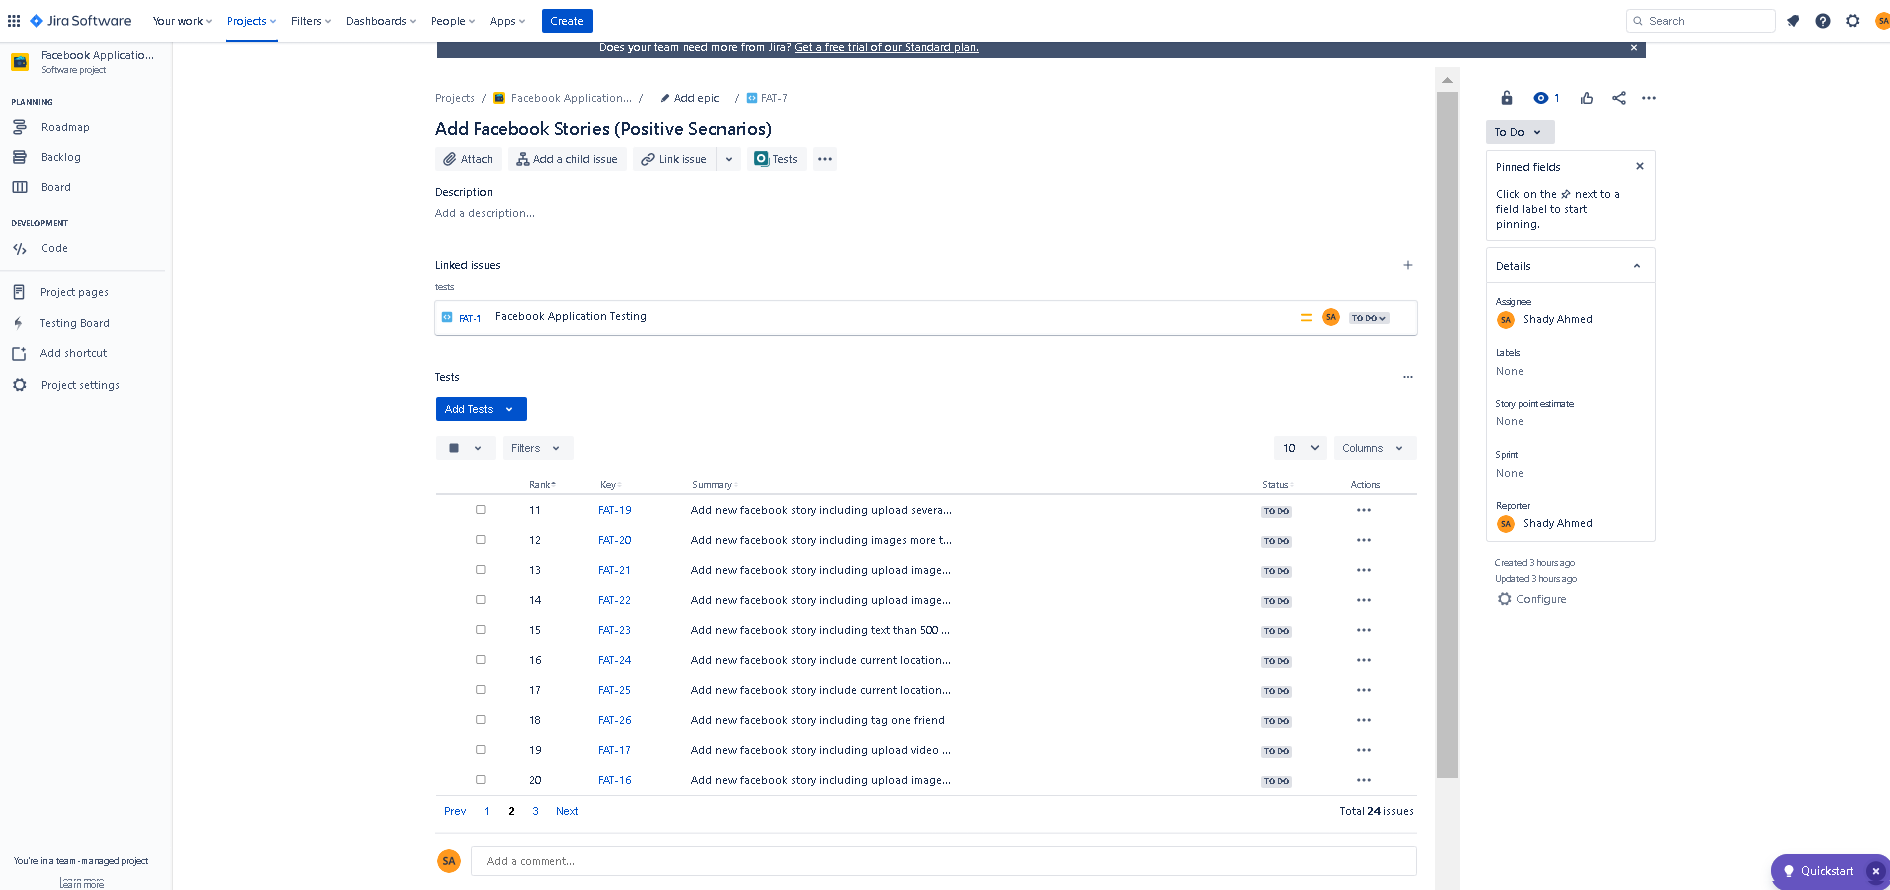 Jira Software Your work Projects Filters Dashboards People Apps Create Search SA
Facebook Applicatio...
Software project
PLANNING
Roadmap
Backlog
Board
DEVELOPMENT
Code
Project pages
Testing Board
Add shortcut
Project settings
You're in a team-managed project
Learn more
Does your team need more from Jira? Get a free trial of our Standard plan.
Projects / Facebook Application... / Add epic / FAT-7
Add Facebook Stories (Positive Secnarios)
Attach Add a child issue Link issue Tests
Description
Add a description...
Linked issues
tests
FAT-1 Facebook Application Testing SA TO DO
Tests
Add Tests
Filters 10 Columns
Rank Key Summary Status Actions
11 FAT-19 Add new facebook story including upload severa... TO DO
12 FAT-20 Add new facebook story including images more t... TO DO
13 FAT-21 Add new facebook story including upload image... TO DO
14 FAT-22 Add new facebook story including upload image... TO DO
15 FAT-23 Add new facebook story including text than 500 ... TO DO
16 FAT-24 Add new facebook story include current location... TO DO
17 FAT-25 Add new facebook story include current location... TO DO
18 FAT-26 Add new facebook story including tag one friend TO DO
19 FAT-17 Add new facebook story including upload video ... TO DO
20 FAT-16 Add new facebook story including upload image... TO DO
Prev 1 2 3 Next Total 24 issues
SA Add a comment...
1
To Do
Pinned fields
Click on the next to a
field label to start
pinning.
Details
Assignee
SA Shady Ahmed
Labels
None
Story point estimate
None
Sprint
None
Reporter
SA Shady Ahmed
Created 3 hours ago
Updated 3 hours ago
Configure
Quickstart